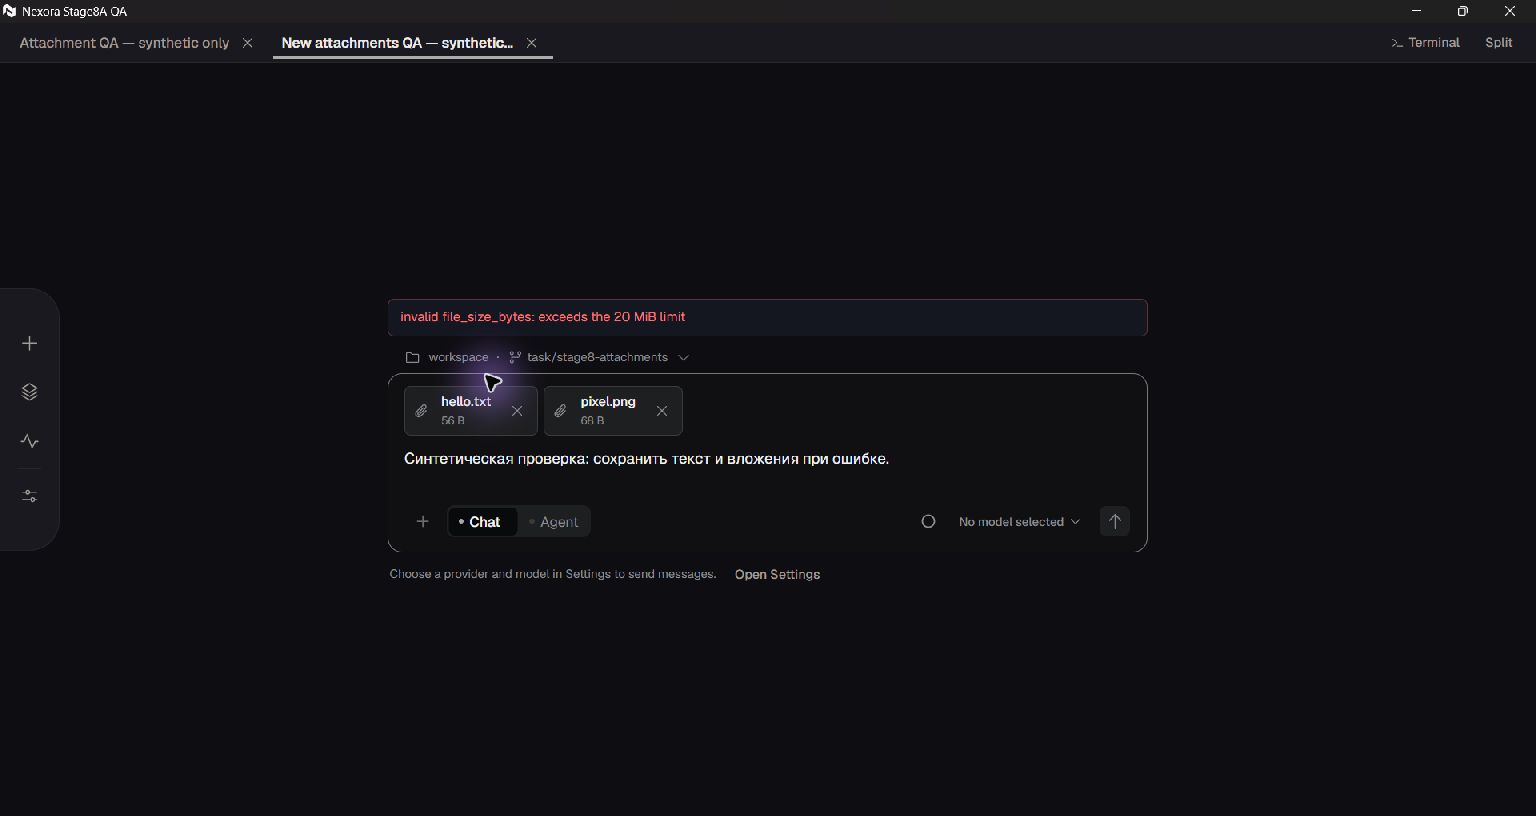 Nexora Stage8A QA
Attachment QA — synthetic only
New attachments QA — synthetic...
Terminal
Split
invalid file_size_bytes: exceeds the 20 MiB limit
workspace · task/stage8-attachments
hello.txt
56 B
pixel.png
68 B
Синтетическая проверка: сохранить текст и вложения при ошибке.
Chat
Agent
No model selected
Choose a provider and model in Settings to send messages. Open Settings